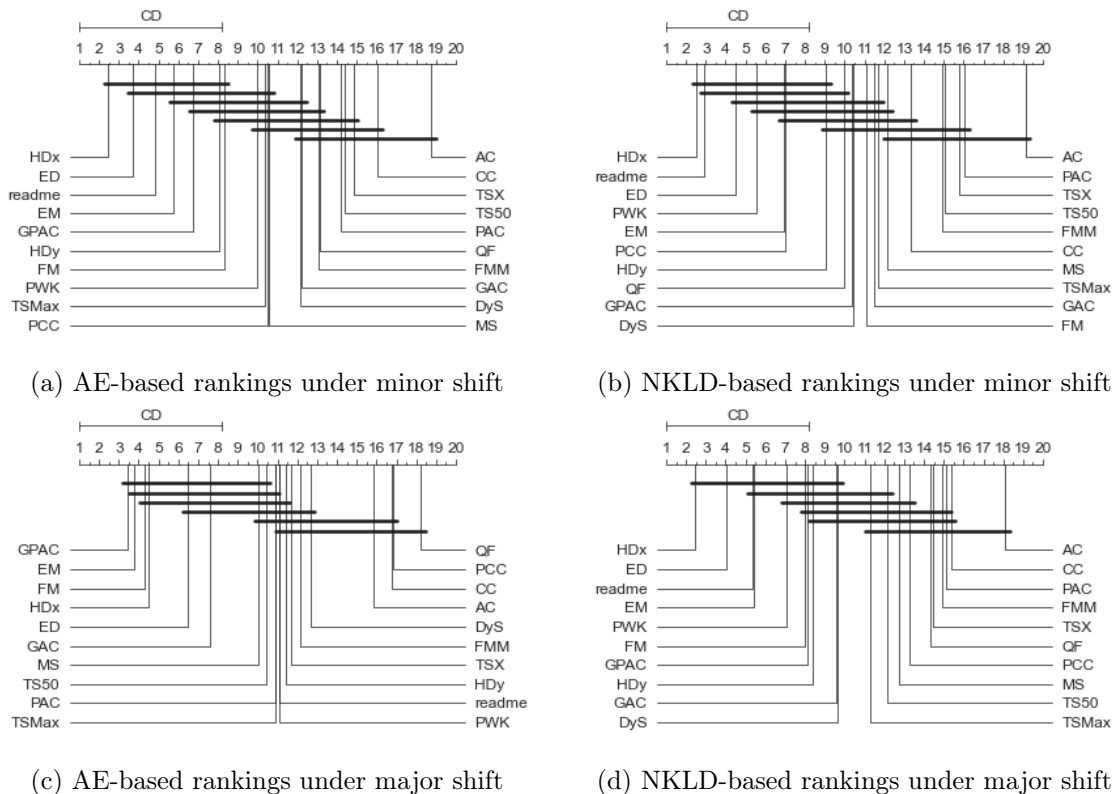 CD
1 2 3 4 5 6 7 8 9 10 11 12 13 14 15 16 17 18 19 20
HDx AC
ED CC
readme TSX
EM TS50
GPAC PAC
HDy QF
FM FMM
PWK GAC
TSMax DyS
PCC MS
(a) AE-based rankings under minor shift
CD
1 2 3 4 5 6 7 8 9 10 11 12 13 14 15 16 17 18 19 20
HDx AC
readme PAC
ED TSX
PWK TS50
EM FMM
PCC CC
HDy MS
QF TSMax
GPAC GAC
DyS FM
(b) NKLD-based rankings under minor shift
CD
1 2 3 4 5 6 7 8 9 10 11 12 13 14 15 16 17 18 19 20
GPAC QF
EM PCC
FM CC
HDx AC
ED DyS
GAC FMM
MS TSX
TS50 HDy
PAC readme
TSMax PWK
(c) AE-based rankings under major shift
CD
1 2 3 4 5 6 7 8 9 10 11 12 13 14 15 16 17 18 19 20
HDx AC
ED CC
readme PAC
EM FMM
PWK TSX
FM QF
GPAC PCC
HDy MS
GAC TS50
DyS TSMax
(d) NKLD-based rankings under major shift